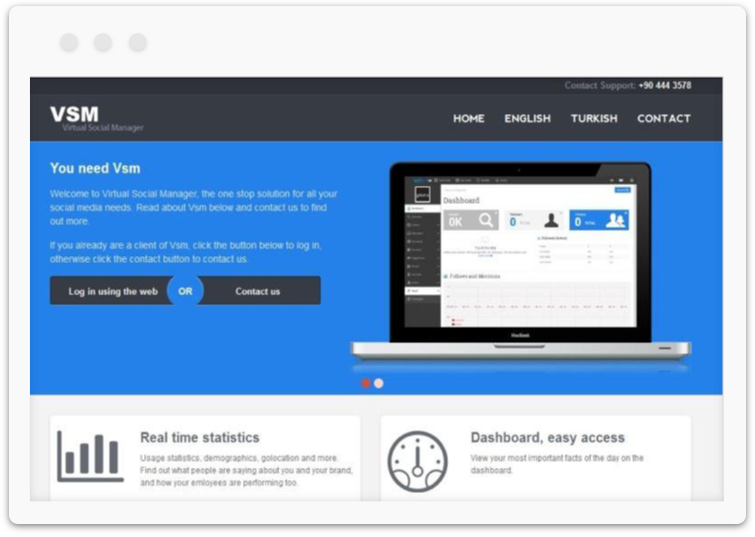 Contact Support: +90 444 3578
VSM
Virtual Social Manager
HOME ENGLISH TURKISH CONTACT
You need Vsm
Welcome to Virtual Social Manager, the one stop solution for all your
social media needs. Read about Vsm below and contact us to find
out more.
If you already are a client of Vsm, click the button below to log in,
otherwise click the contact button to contact us.
Log in using the web OR Contact us
Dashboard
0K
0
0
Follows and Mentions
MacBook
Real time statistics
Usage statistics, demographics, golocation and more.
Find out what people are saying about you and your brand,
and how your emloyees are performing too.
Dashboard, easy access
View your most important facts of the day on the
dashboard.